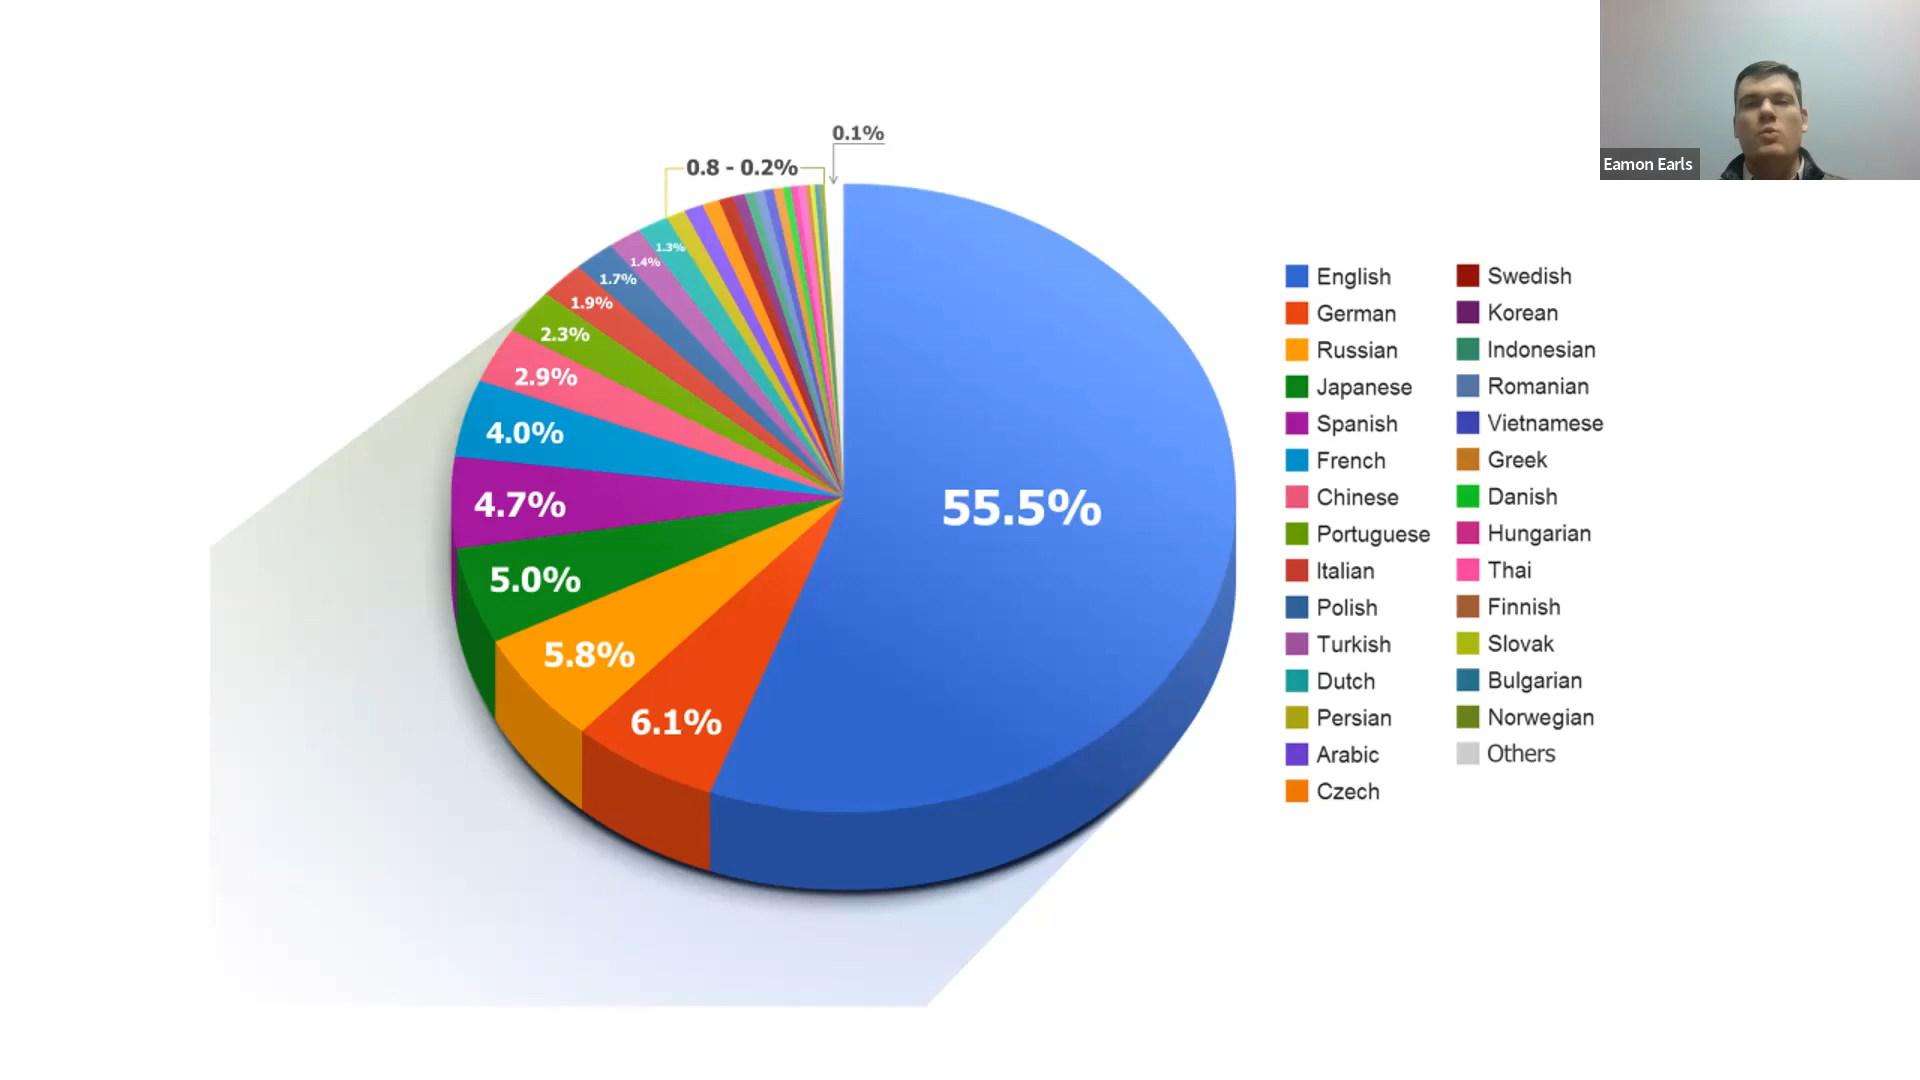 Eamon Earls
0.1%
0.8 - 0.2%
1.3%
1.4%
1.7%
1.9%
2.3%
2.9%
4.0%
4.7%
5.0%
5.8%
6.1%
55.5%
English
German
Russian
Japanese
Spanish
French
Chinese
Portuguese
Italian
Polish
Turkish
Dutch
Persian
Arabic
Czech
Swedish
Korean
Indonesian
Romanian
Vietnamese
Greek
Danish
Hungarian
Thai
Finnish
Slovak
Bulgarian
Norwegian
Others